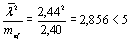 λ̄²/m_ef = 2,44²/2,40 = 2,856 < 5